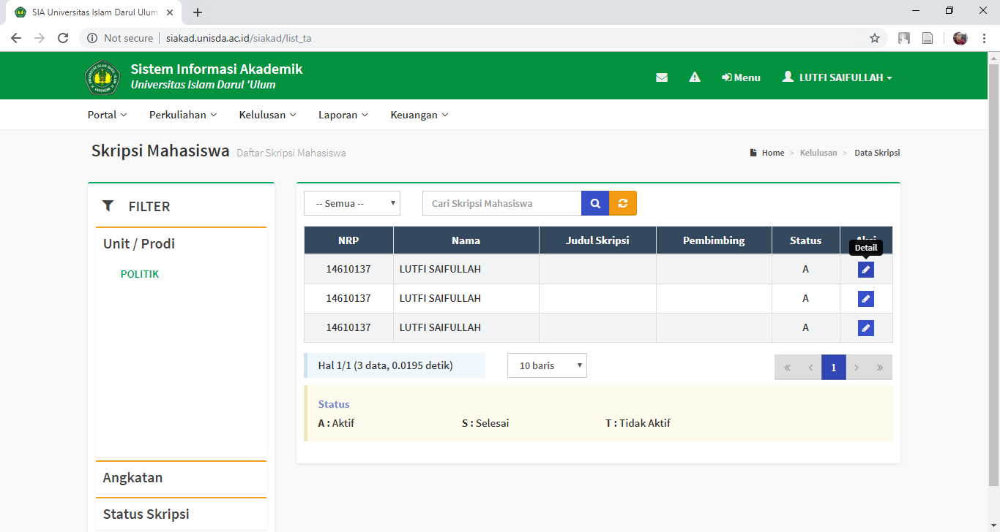 SIA Universitas Islam Darul Ulum
Not secure siakad.unisda.ac.id/siakad/list_ta
Sistem Informasi Akademik
Universitas Islam Darul 'Ulum
Menu
LUTFI SAIFULLAH
Portal Perkuliahan Kelulusan Laporan Keuangan
Skripsi Mahasiswa Daftar Skripsi Mahasiswa
Home > Kelulusan > Data Skripsi
FILTER
Unit / Prodi
POLITIK
Angkatan
Status Skripsi
-- Semua --
Cari Skripsi Mahasiswa
NRP Nama Judul Skripsi Pembimbing Status
Detail
14610137 LUTFI SAIFULLAH A
14610137 LUTFI SAIFULLAH A
14610137 LUTFI SAIFULLAH A
Hal 1/1 (3 data, 0.0195 detik)
10 baris
« < 1 > »
Status
A : Aktif S : Selesai T : Tidak Aktif